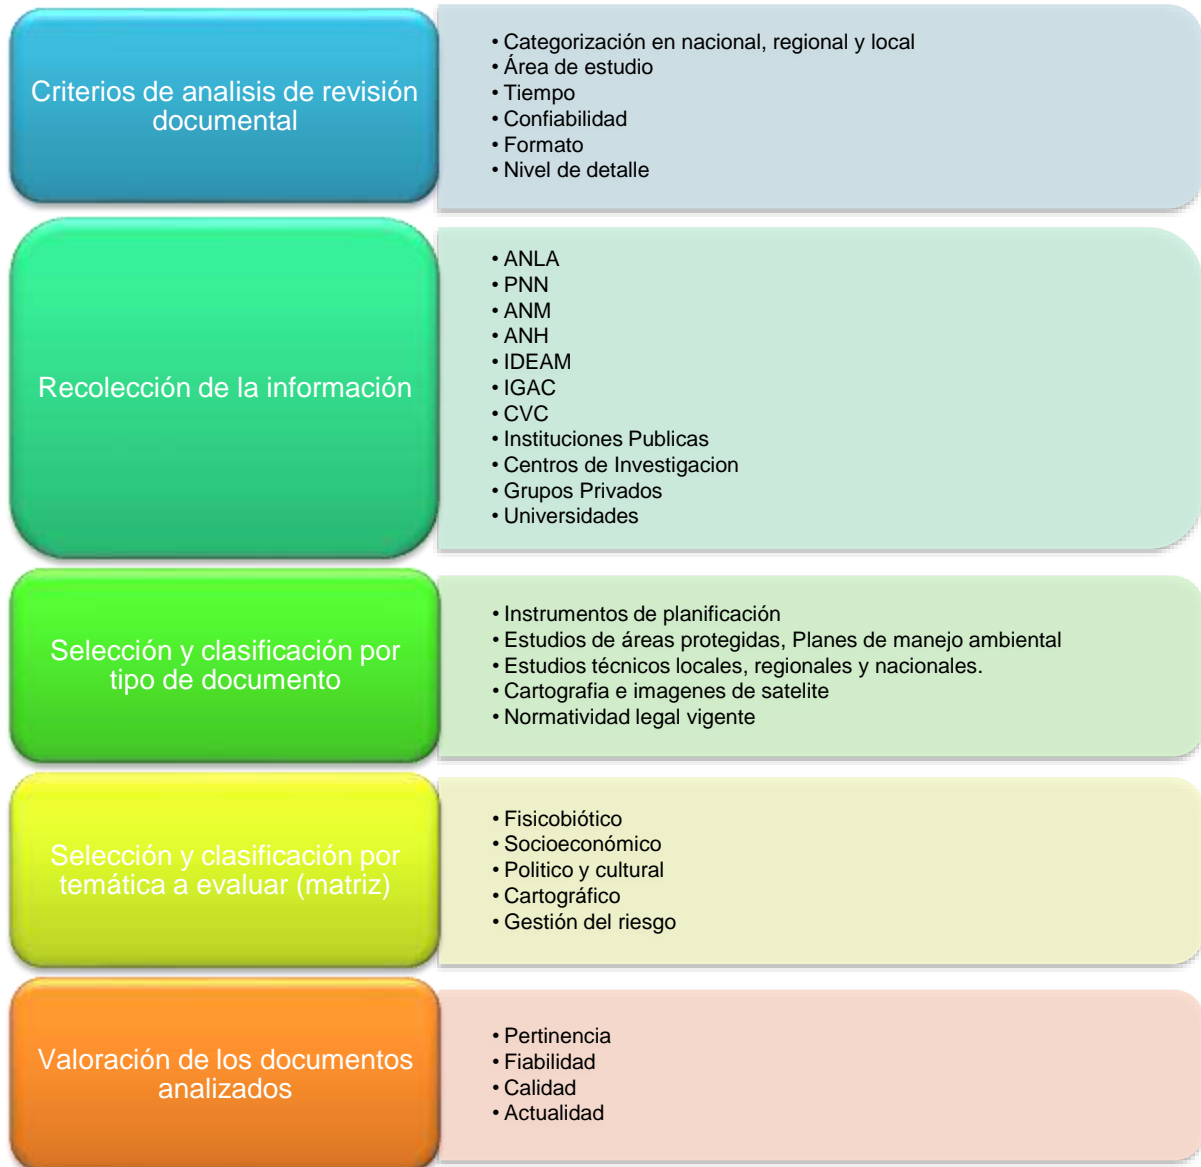 Criterios de analisis de revisión
documental
• Categorización en nacional, regional y local
• Área de estudio
• Tiempo
• Confiabilidad
• Formato
• Nivel de detalle
Recolección de la información
• ANLA
• PNN
• ANM
• ANH
• IDEAM
• IGAC
• CVC
• Instituciones Publicas
• Centros de Investigacion
• Grupos Privados
• Universidades
Selección y clasificación por
tipo de documento
• Instrumentos de planificación
• Estudios de áreas protegidas, Planes de manejo ambiental
• Estudios técnicos locales, regionales y nacionales.
• Cartografia e imagenes de satelite
• Normatividad legal vigente
Selección y clasificación por
temática a evaluar (matriz)
• Fisicobiótico
• Socioeconómico
• Politico y cultural
• Cartográfico
• Gestión del riesgo
Valoración de los documentos
analizados
• Pertinencia
• Fiabilidad
• Calidad
• Actualidad